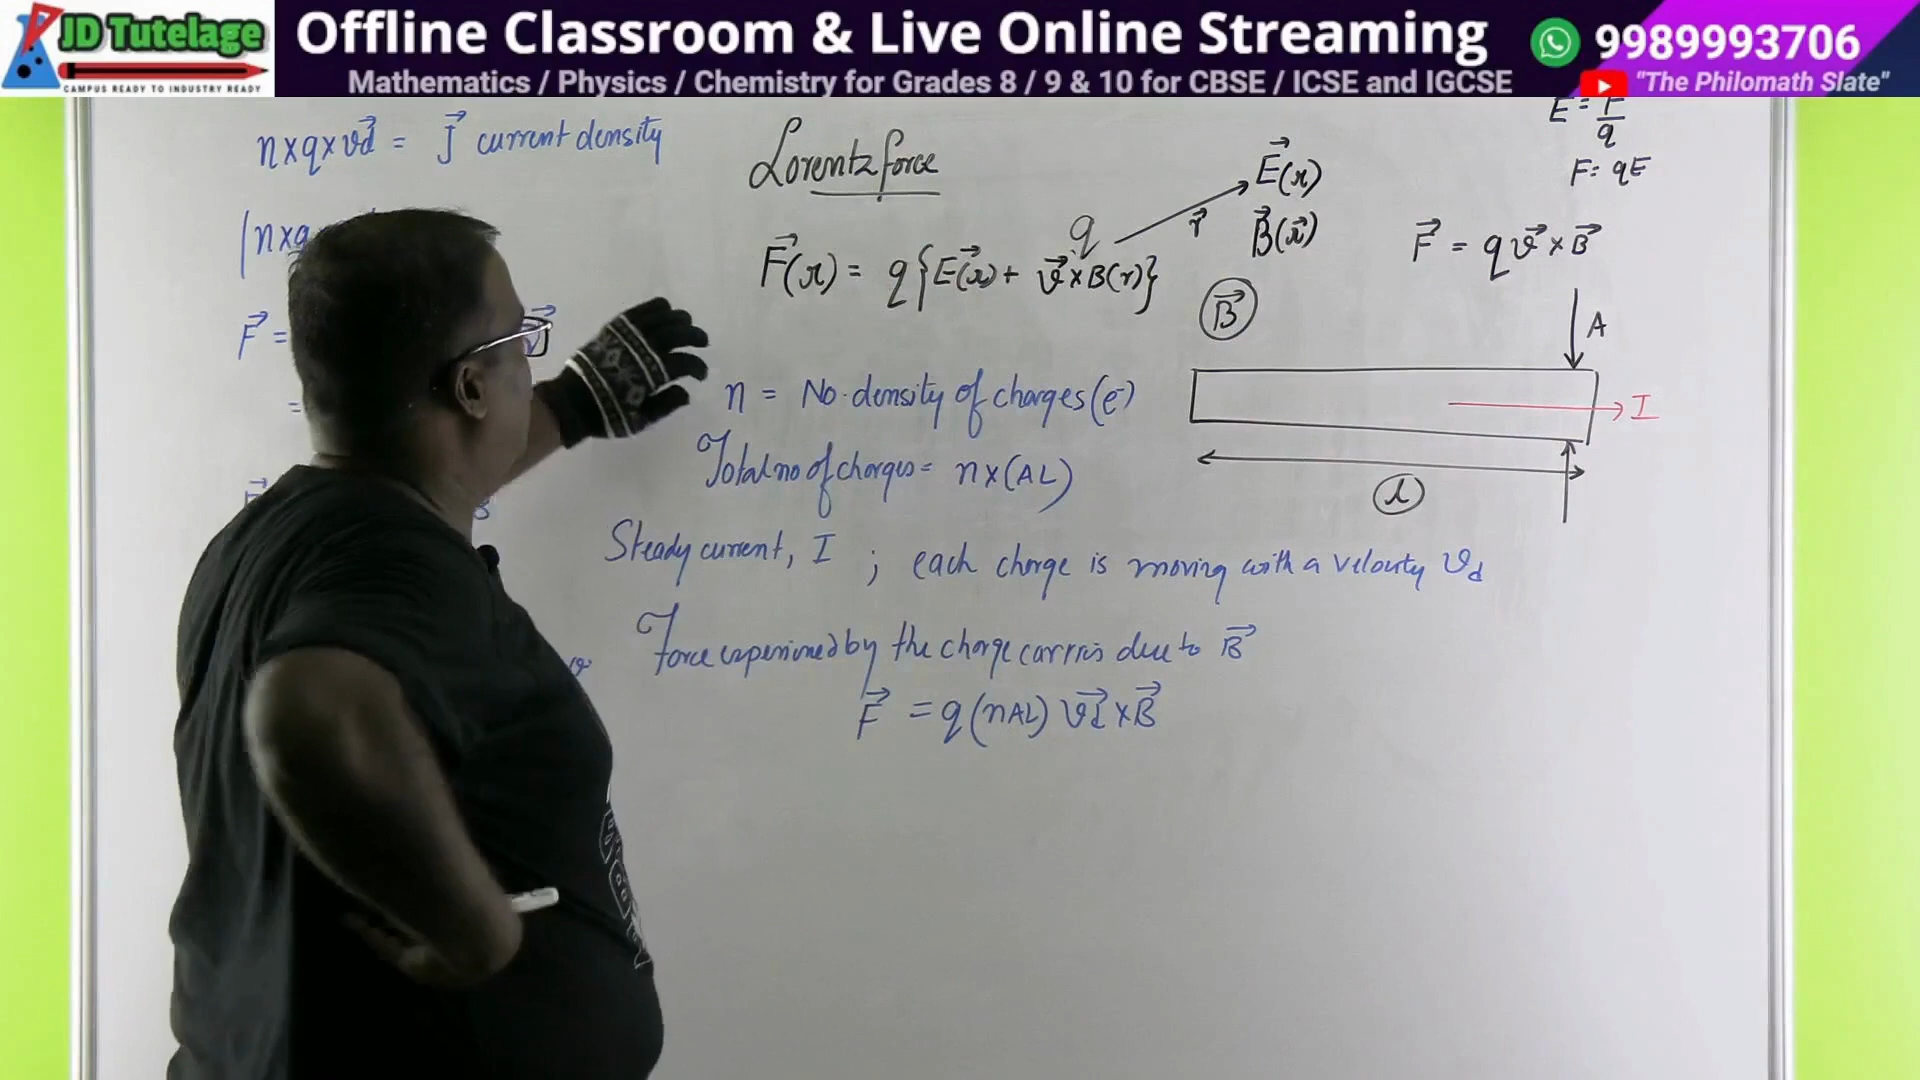 JD Tutelage
CAMPUS READY TO INDUSTRY READY
Offline Classroom & Live Online Streaming
Mathematics / Physics / Chemistry for Grades 8 / 9 & 10 for CBSE / ICSE and IGCSE
9989993706
"The Philomath Slate"
n×q×v⃗d = J⃗ current density
|n×q
F⃗ =
=
Lorentz force
F⃗(r) = q{E⃗(r) + v⃗×B(r)}
q
r⃗
E⃗(r)
B⃗(r⃗)
E = F/q
F = qE
F⃗ = qv⃗×B⃗
B⃗
A
I
l
n = No. density of charges (e⁻)
Total no of charges = n×(AL)
Steady current, I ; each charge is moving with a velocity vd
Force experienced by the charge carriers due to B⃗
F⃗ = q(nAL) v⃗d×B⃗